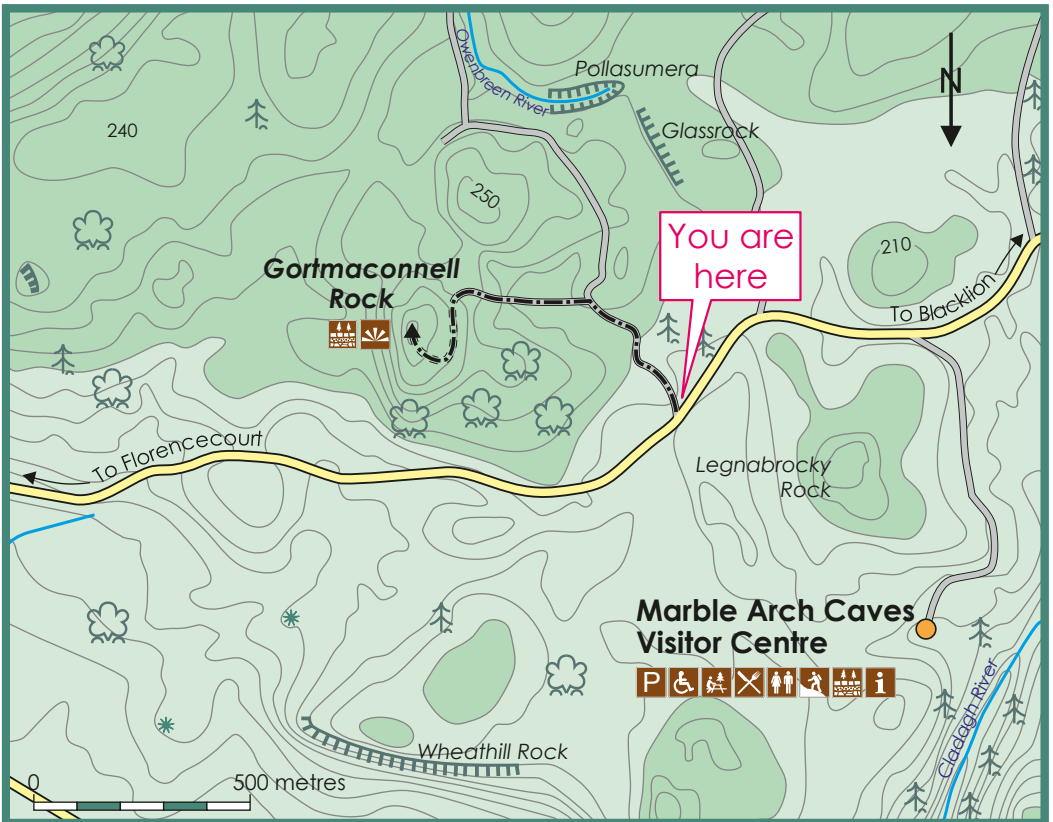 Owenbreen River
Pollasumera
Glassrock
N
240
250
You are
here
210
To Blacklion
Gortmaconnell
Rock
To Florencecourt
Legnabrocky
Rock
Marble Arch Caves
Visitor Centre
P
i
Cladagh River
Wheathill Rock
0
500 metres